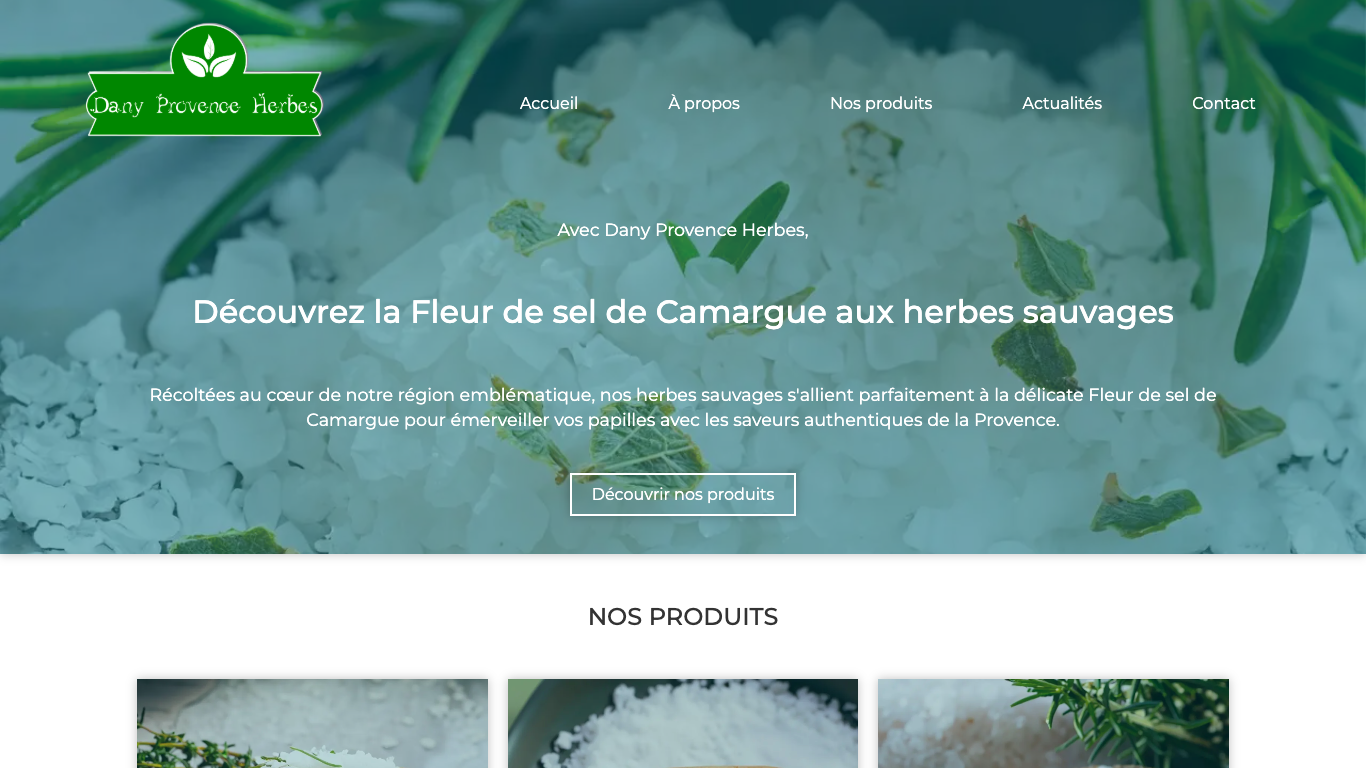 Dany Provence Herbes
Accueil
À propos
Nos produits
Actualités
Contact
Avec Dany Provence Herbes,
Découvrez la Fleur de sel de Camargue aux herbes sauvages
Récoltées au cœur de notre région emblématique, nos herbes sauvages s'allient parfaitement à la délicate Fleur de sel de
Camargue pour émerveiller vos papilles avec les saveurs authentiques de la Provence.
Découvrir nos produits
NOS PRODUITS